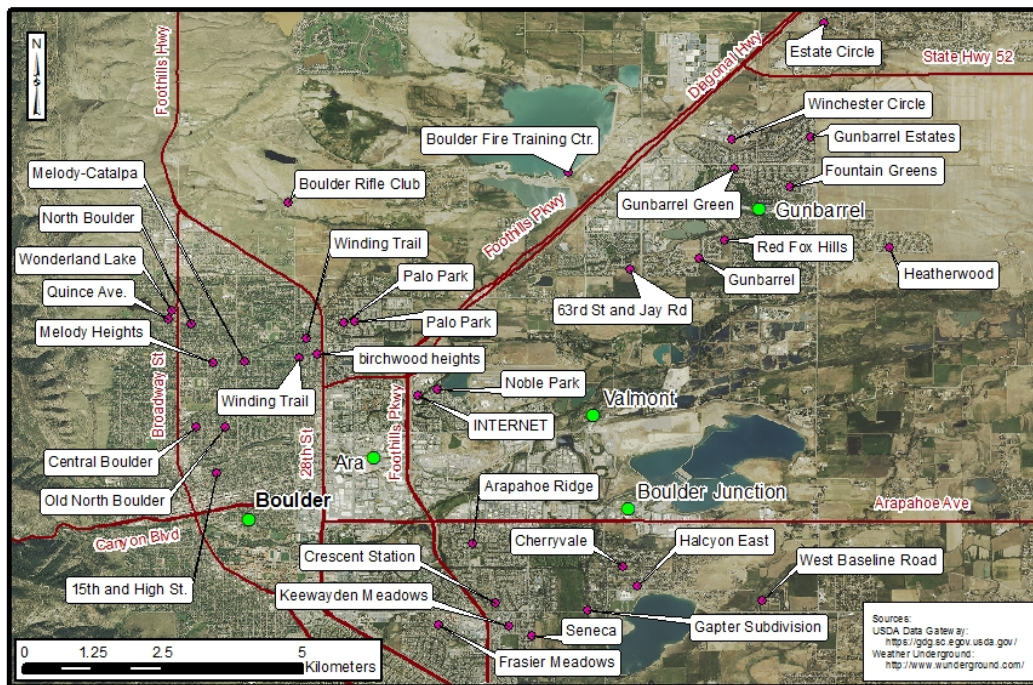 N
Foothills Hwy
Diagonal Hwy
Estate Circle
State Hwy 52
Winchester Circle
Boulder Fire Training Ctr.
Gunbarrel Estates
Melody-Catalpa
Boulder Rifle Club
Fountain Greens
North Boulder
Gunbarrel Green
Gunbarrel
Foothills Pkwy
Winding Trail
Wonderland Lake
Red Fox Hills
Palo Park
Heatherwood
Quince Ave.
Gunbarrel
63rd St and Jay Rd
Palo Park
Melody Heights
birchwood heights
Broadway St
Winding Trail
Noble Park
Valmont
INTERNET
Foothills Pkwy
28th St
Central Boulder
Ara
Arapahoe Ridge
Old North Boulder
Boulder
Boulder Junction
Arapahoe Ave
Canyon Blvd
Crescent Station
Cherryvale
Halcyon East
West Baseline Road
15th and High St.
Keewayden Meadows
Seneca
Gapter Subdivision
Frasier Meadows
0 1.25 2.5 5
Kilometers
Sources:
USDA Data Gateway:
https://gdg.sc.egov.usda.gov/
Weather Underground:
http://www.wunderground.com/